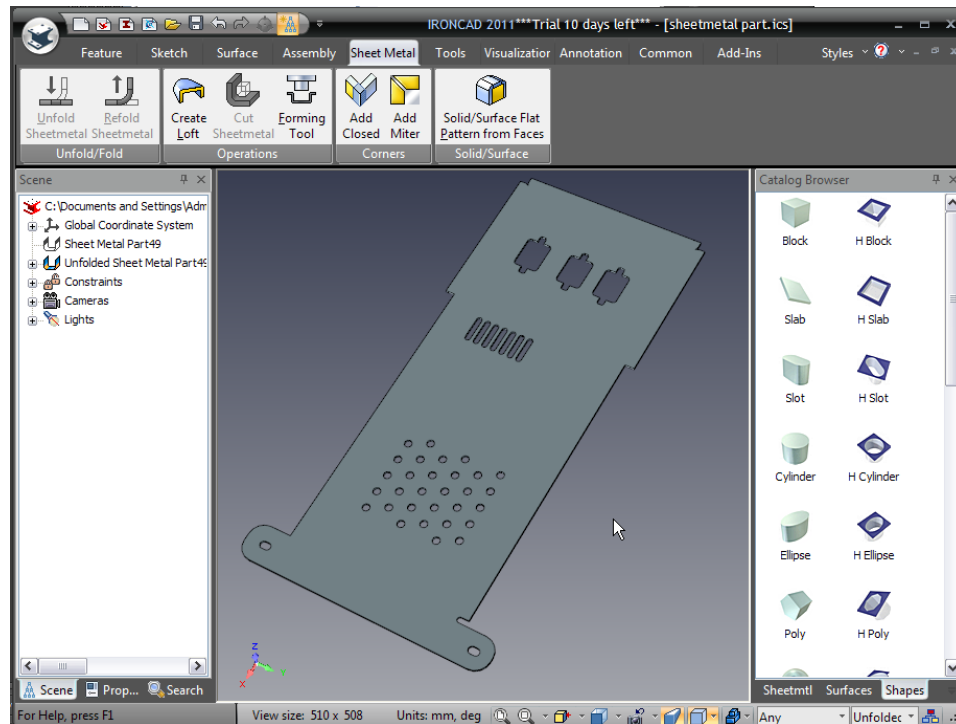 IRONCAD 2011***Trial 10 days left*** - [sheetmetal part.ics]
Feature Sketch Surface Assembly Sheet Metal Tools Visualization Annotation Common Add-Ins Styles
Unfold Sheetmetal
Refold Sheetmetal
Create Loft
Cut Sheetmetal
Forming Tool
Add Closed
Add Miter
Solid/Surface Flat Pattern from Faces
Unfold/Fold Operations Corners Solid/Surface
Scene
C:\Documents and Settings\Adm
Global Coordinate System
Sheet Metal Part49
Unfolded Sheet Metal Part49
Constraints
Cameras
Lights
Scene Prop... Search
z
x
Catalog Browser
Block H Block
Slab H Slab
Slot H Slot
Cylinder H Cylinder
Ellipse H Ellipse
Poly H Poly
Sheetmtl Surfaces Shapes
For Help, press F1 View size: 510 x 508 Units: mm, deg Any Unfolded